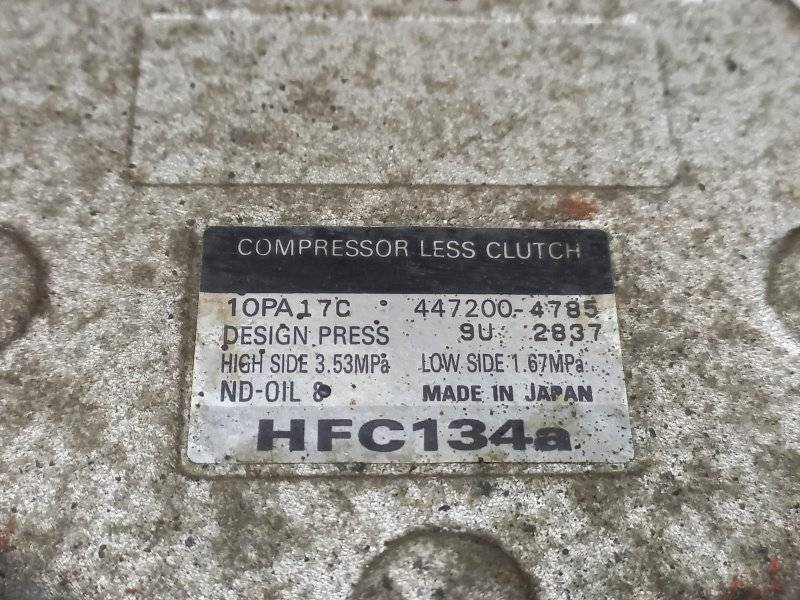 COMPRESSOR LESS CLUTCH
10PA17C 447200-4785
DESIGN PRESS 9U 2837
HIGH SIDE 3.53MPa LOW SIDE 1.67MPa
ND-OIL 8 MADE IN JAPAN
HFC134a